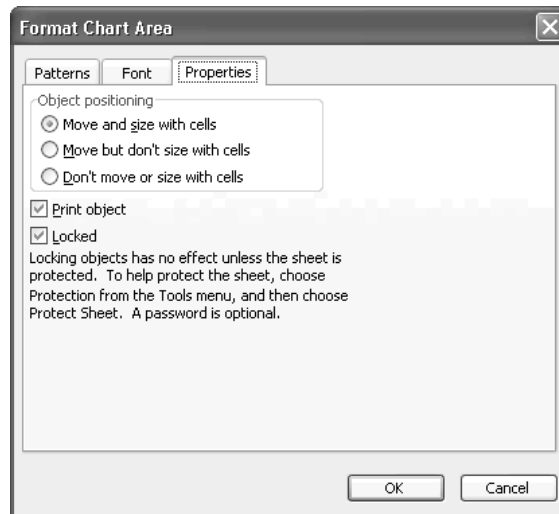 Format Chart Area
Patterns Font Properties
Object positioning
Move and size with cells
Move but don't size with cells
Don't move or size with cells
Print object
Locked
Locking objects has no effect unless the sheet is
protected. To help protect the sheet, choose
Protection from the Tools menu, and then choose
Protect Sheet. A password is optional.
OK Cancel